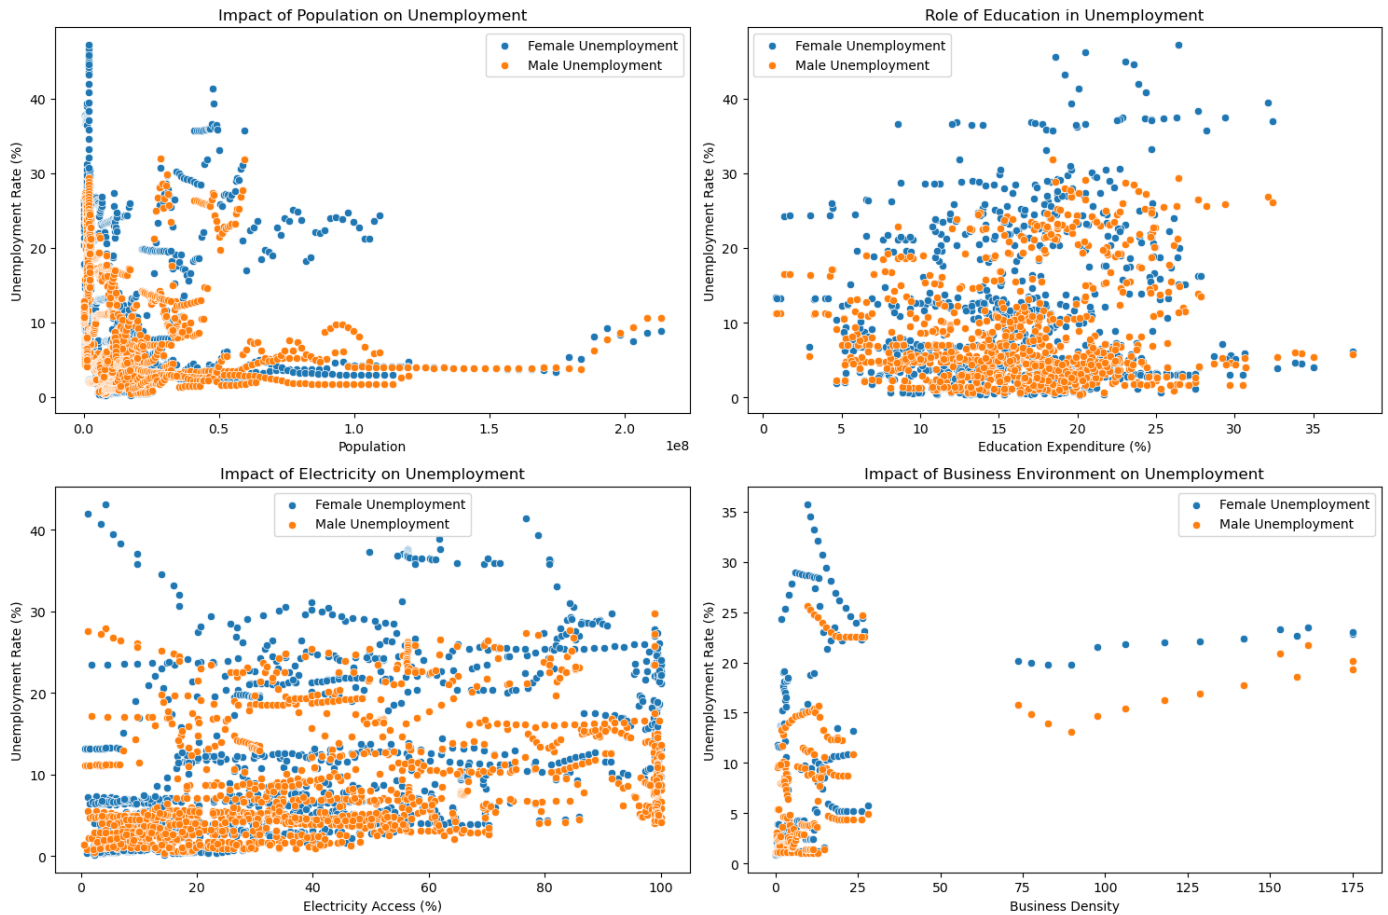 Impact of Population on Unemployment
Female Unemployment
Male Unemployment
Unemployment Rate (%)
40
30
20
10
0
0.0
0.5
1.0
1.5
2.0
1e8
Population
Role of Education in Unemployment
Female Unemployment
Male Unemployment
Unemployment Rate (%)
40
30
20
10
0
0
5
10
15
20
25
30
35
Education Expenditure (%)
Impact of Electricity on Unemployment
Female Unemployment
Male Unemployment
Unemployment Rate (%)
40
30
20
10
0
0
20
40
60
80
100
Electricity Access (%)
Impact of Business Environment on Unemployment
Female Unemployment
Male Unemployment
Unemployment Rate (%)
35
30
25
20
15
10
5
0
0
25
50
75
100
125
150
175
Business Density